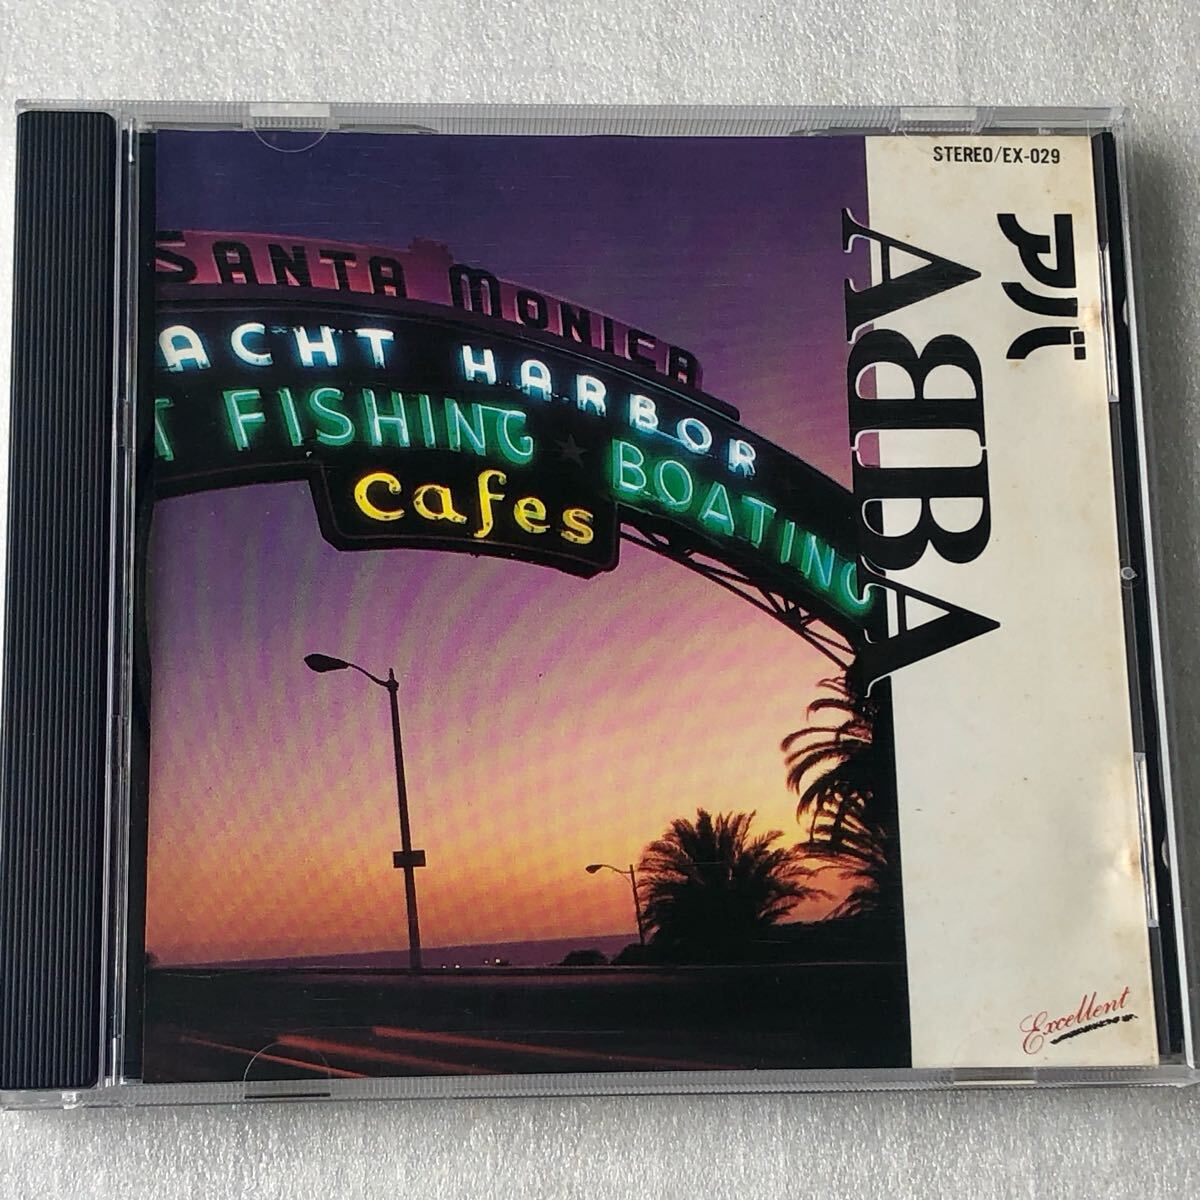 STEREO/EX-029
アバ
ABBA
SANTA MONICA
ACHT HARBOR
T FISHING ★ BOATING
Cafes
Excellent